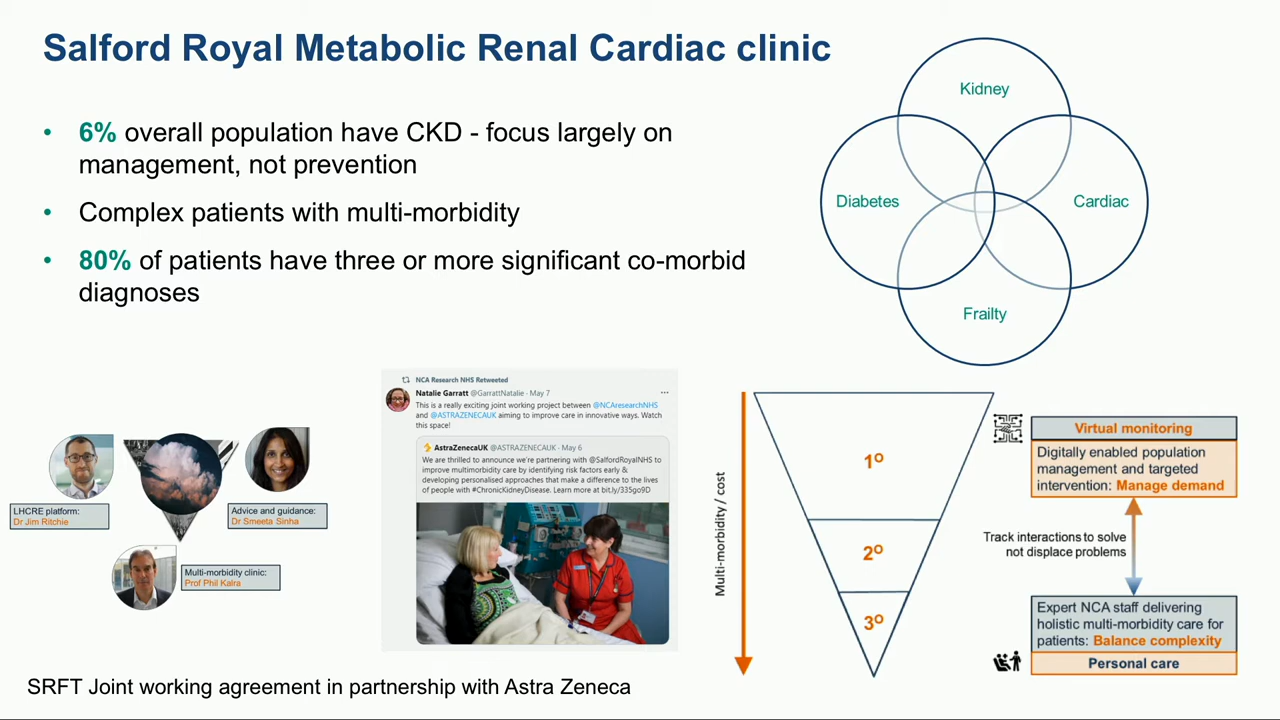 Salford Royal Metabolic Renal Cardiac clinic
• 6% overall population have CKD - focus largely on
management, not prevention
• Complex patients with multi-morbidity
• 80% of patients have three or more significant co-morbid
diagnoses
Kidney
Diabetes
Cardiac
Frailty
LHCRE platform:
Dr Jim Ritchie
Advice and guidance:
Dr Smeeta Sinha
Multi-morbidity clinic:
Prof Phil Kalra
NCA Research NHS Retweeted
Natalie Garratt @GarrattNatalie · May 7
This is a really exciting joint working project between @NCAresearchNHS
and @ASTRAZENECAUK aiming to improve care in innovative ways. Watch
this space!
AstraZenecaUK @ASTRAZENECAUK · May 6
We are thrilled to announce we're partnering with @SalfordRoyalNHS to
improve multimorbidity care by identifying risk factors early &
developing personalised approaches that make a difference to the lives
of people with #ChronicKidneyDisease. Learn more at bit.ly/335go9D
Multi-morbidity / cost
1º
2º
3º
Virtual monitoring
Digitally enabled population
management and targeted
intervention: Manage demand
Track interactions to solve
not displace problems
Expert NCA staff delivering
holistic multi-morbidity care for
patients: Balance complexity
Personal care
SRFT Joint working agreement in partnership with Astra Zeneca